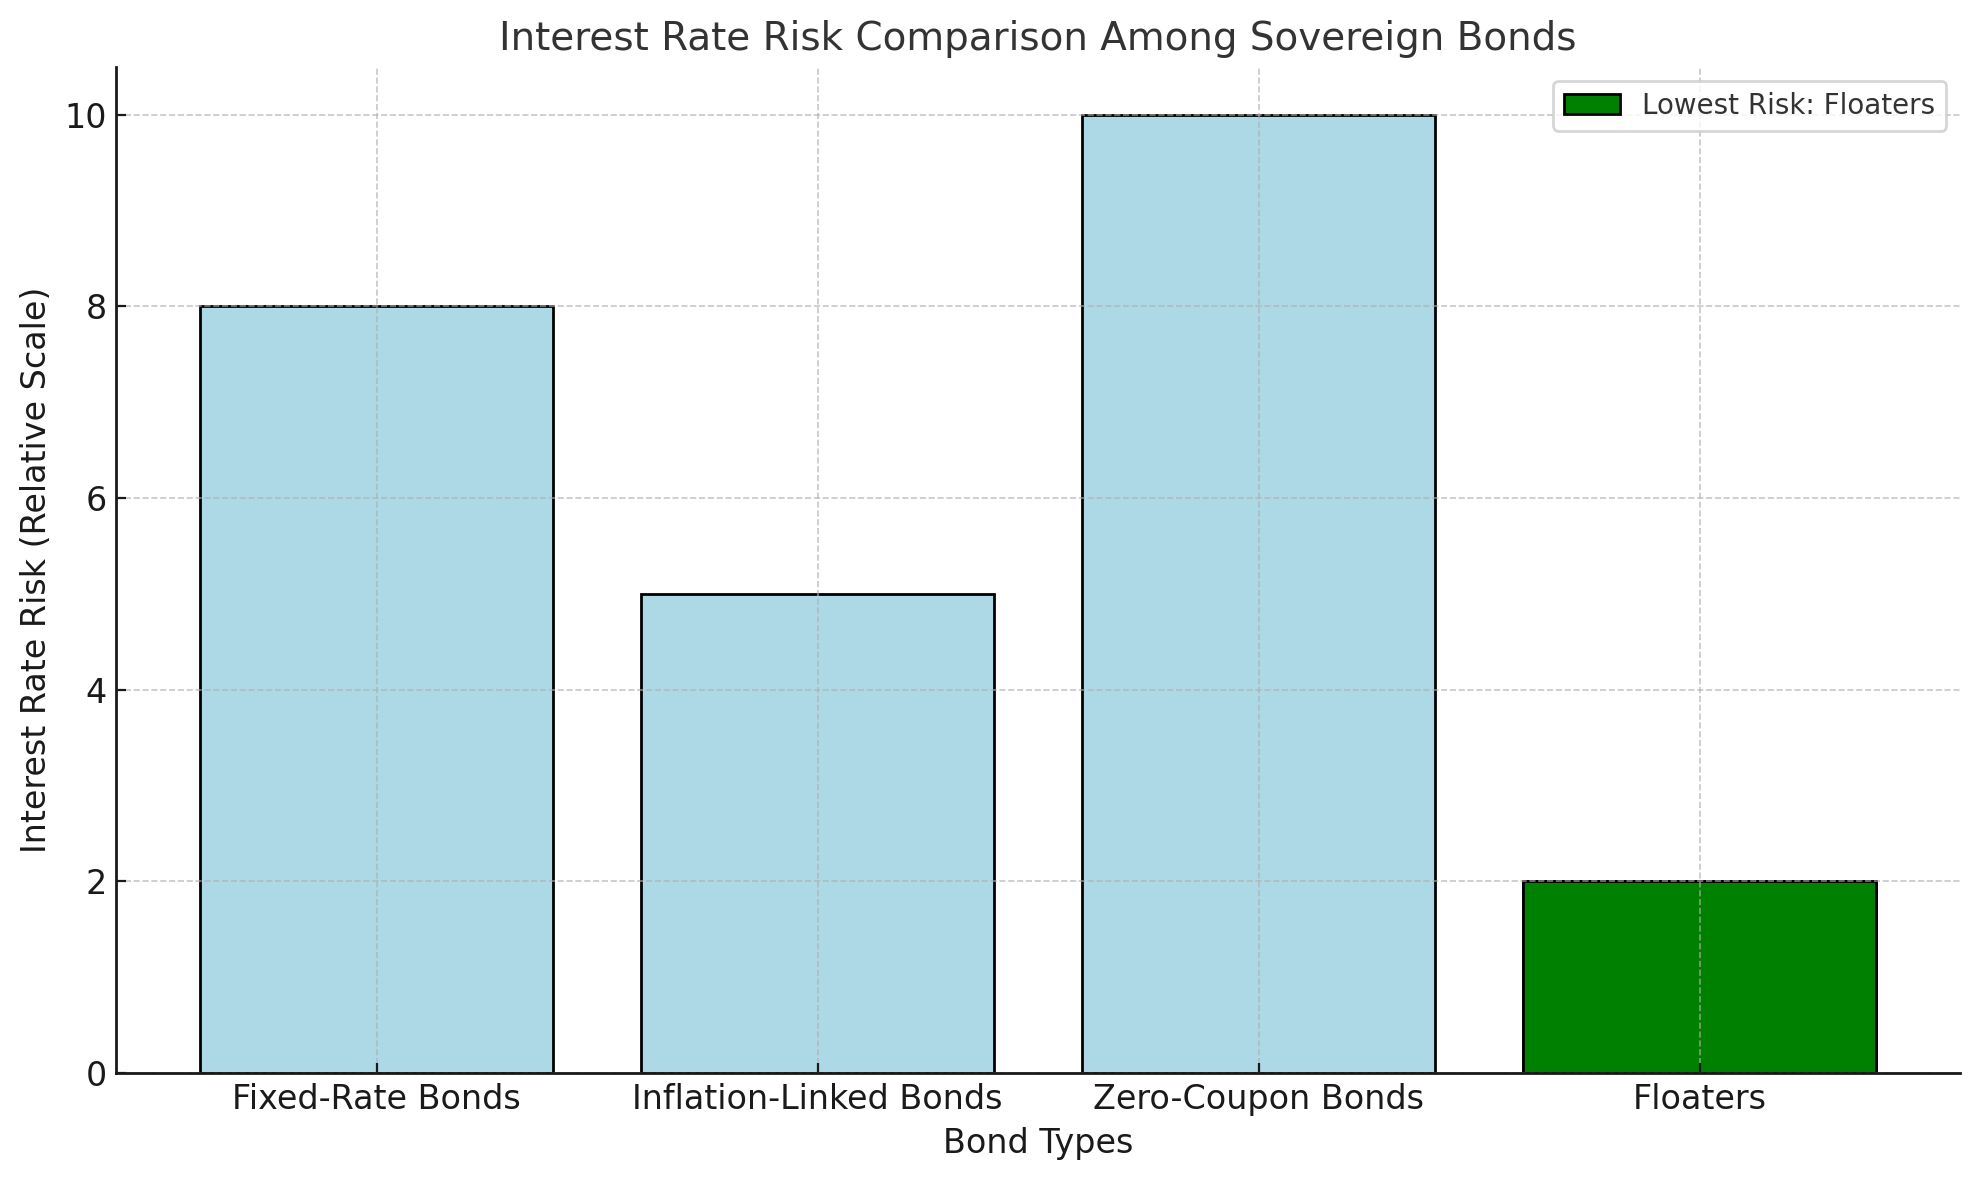 Interest Rate Risk Comparison Among Sovereign Bonds
Lowest Risk: Floaters
Interest Rate Risk (Relative Scale)
10
8
6
4
2
0
Fixed-Rate Bonds
Inflation-Linked Bonds
Zero-Coupon Bonds
Floaters
Bond Types